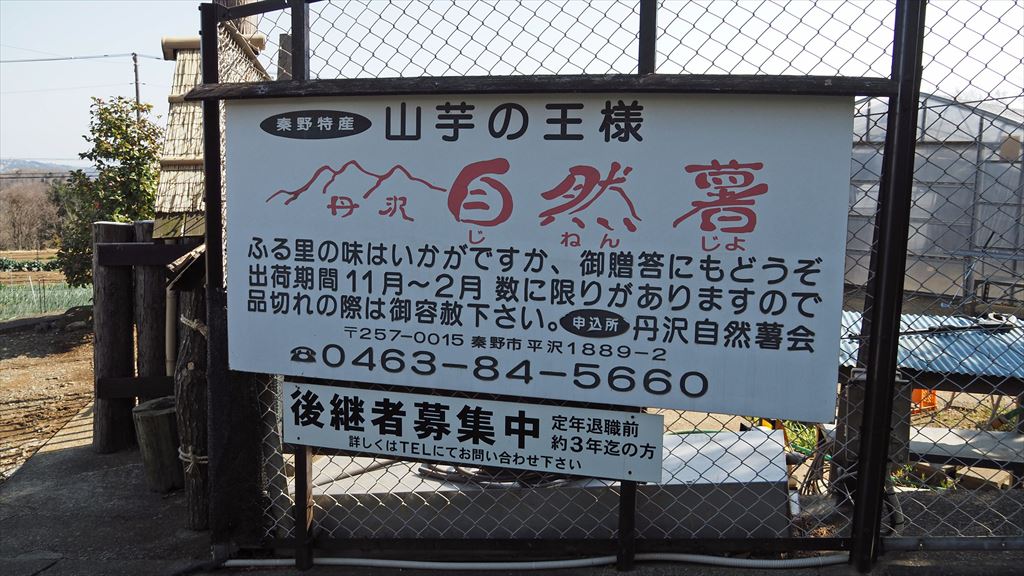 秦野特産 山芋の王様
丹沢 自然薯
じ ねん じよ
ふる里の味はいかがですか、御贈答にもどうぞ
出荷期間 11月〜2月 数に限りがありますので
品切れの際は御容赦下さい。申込所 丹沢自然薯会
〒257-0015 秦野市 平沢1889-2
☎0463-84-5660
後継者募集中 定年退職前
約3年迄の方
詳しくはTELにてお問い合わせ下さい